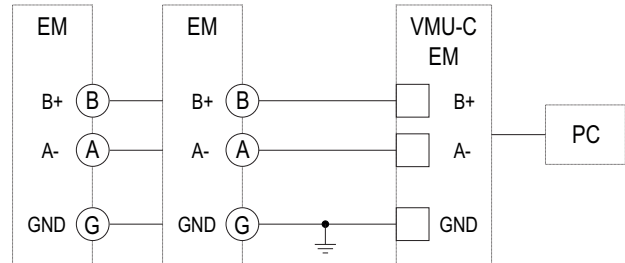 EM
B+ B
A- A
GND G
EM
B+ B
A- A
GND G
VMU-C
EM
B+
A-
GND
PC